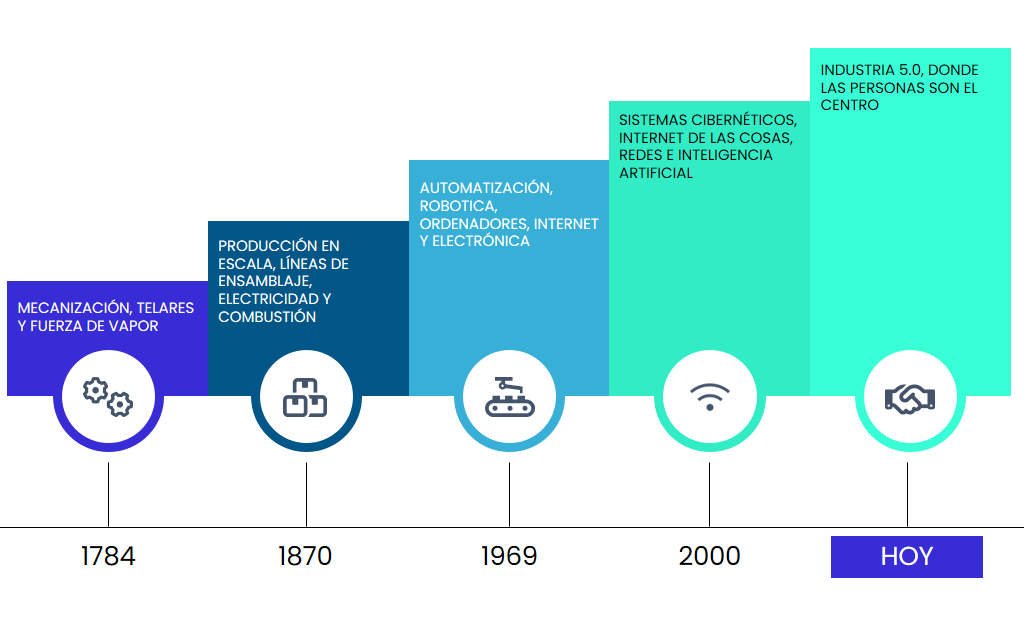 MECANIZACIÓN, TELARES
Y FUERZA DE VAPOR
PRODUCCIÓN EN
ESCALA, LÍNEAS DE
ENSAMBLAJE,
ELECTRICIDAD Y
COMBUSTIÓN
AUTOMATIZACIÓN,
ROBOTICA,
ORDENADORES, INTERNET
Y ELECTRÓNICA
SISTEMAS CIBERNÉTICOS,
INTERNET DE LAS COSAS,
REDES E INTELIGENCIA
ARTIFICIAL
INDUSTRIA 5.0, DONDE
LAS PERSONAS SON EL
CENTRO
1784
1870
1969
2000
HOY